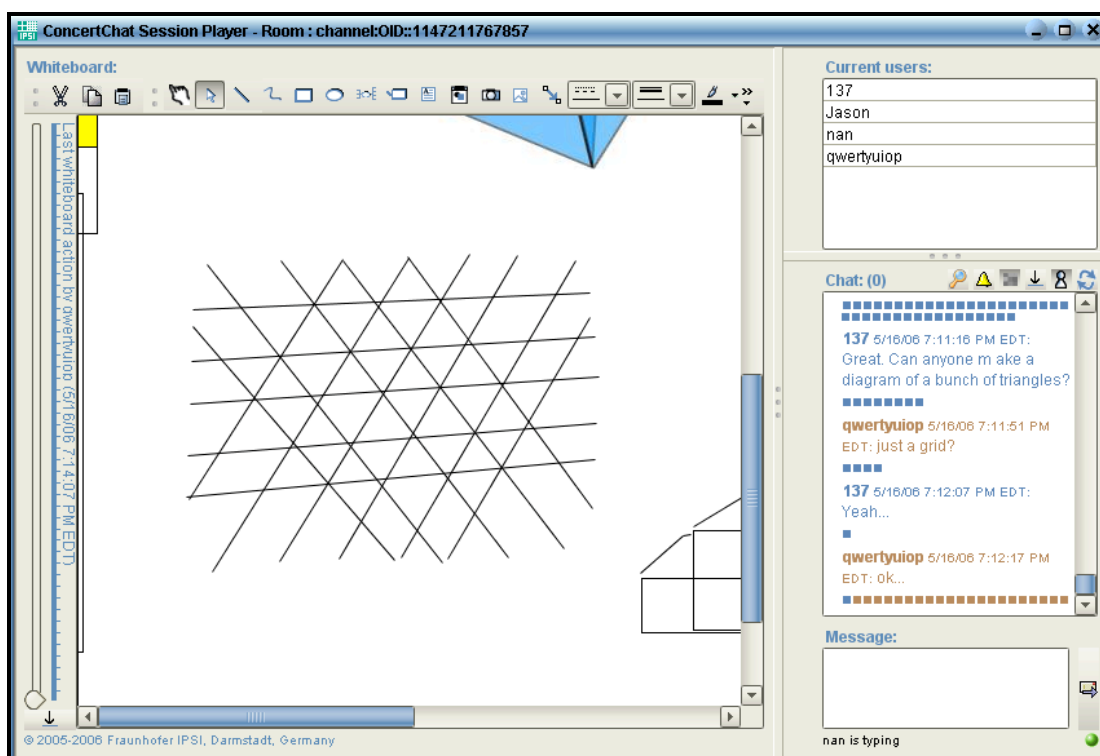 IPSI
ConcertChat Session Player - Room : channel:OID::1147211767857
Whiteboard:
Last whiteboard action by qwertyuiop (5/16/06 7:14:07 PM EDT)
© 2005-2006 Fraunhofer IPSI, Darmstadt, Germany
Current users:
137
Jason
nan
qwertyuiop
Chat: (0)
137 5/16/06 7:11:16 PM EDT:
Great. Can anyone m ake a
diagram of a bunch of triangles?
qwertyuiop 5/16/06 7:11:51 PM
EDT: just a grid?
137 5/16/06 7:12:07 PM EDT:
Yeah...
qwertyuiop 5/16/06 7:12:17 PM
EDT: ok...
Message:
nan is typing